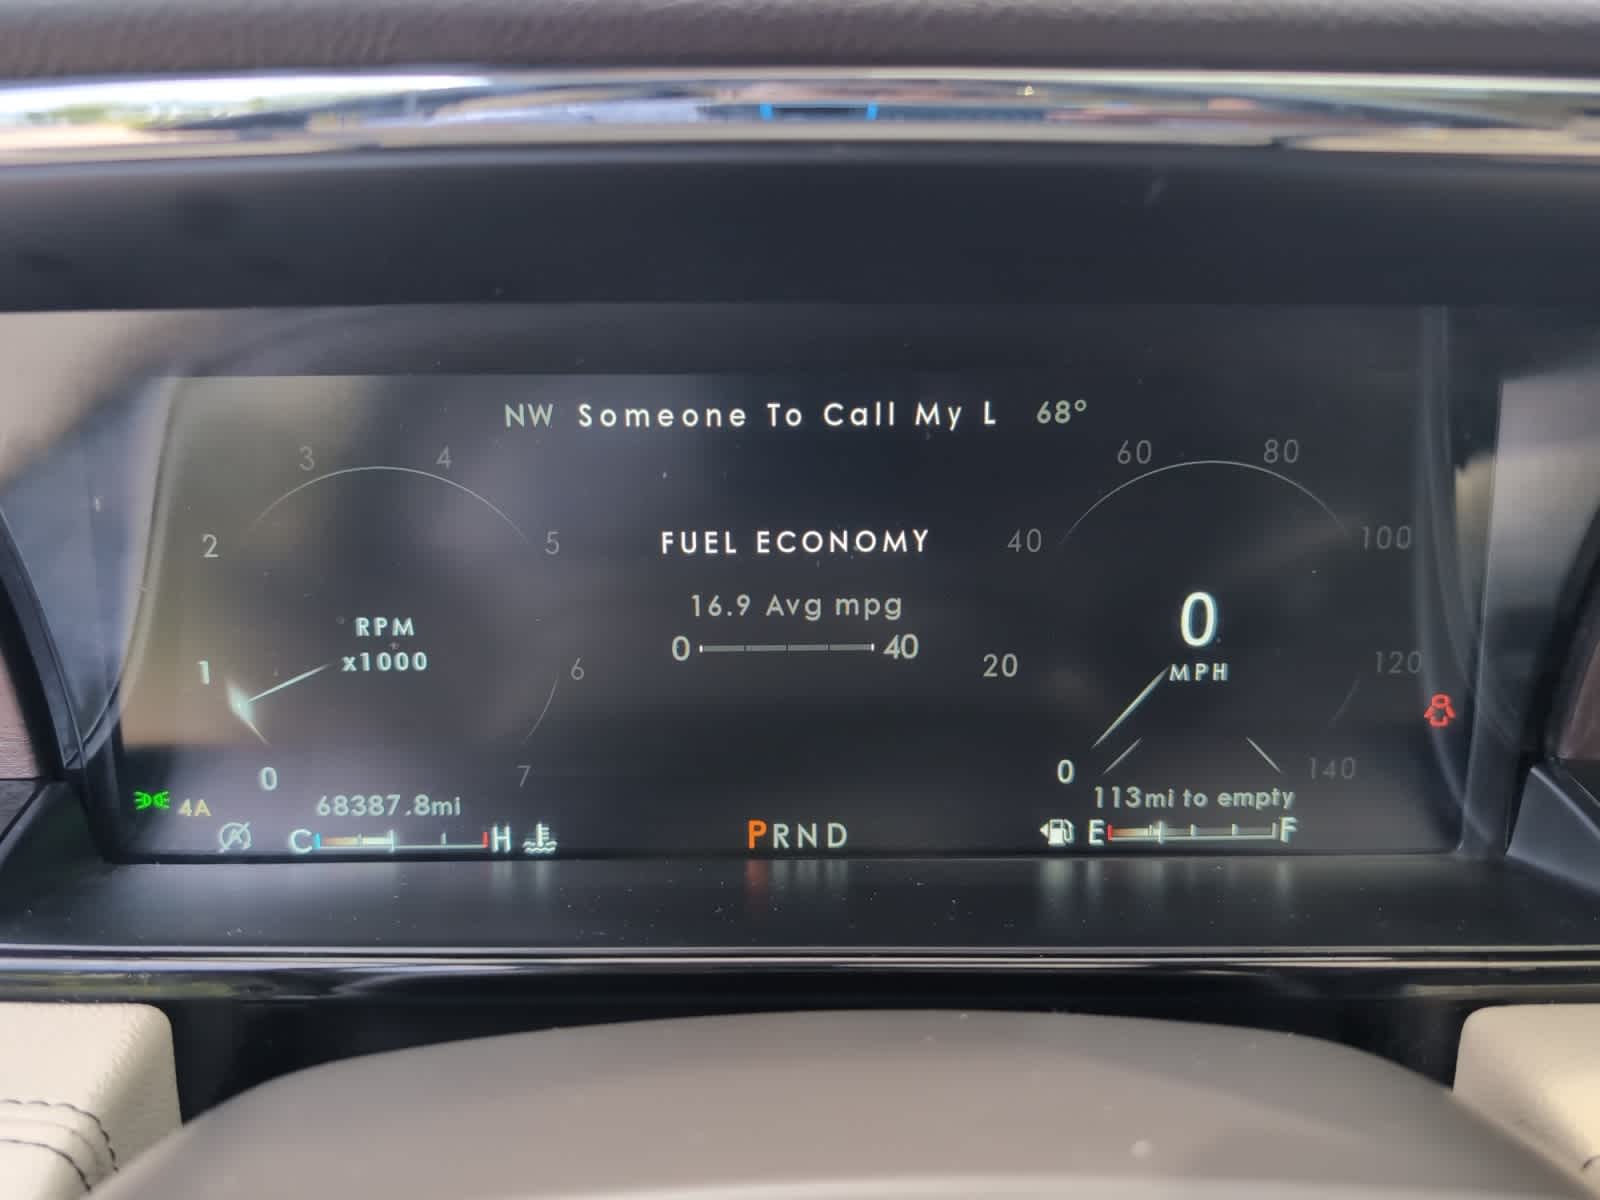 NW Someone To Call My L 68°
3 4
60 80
2 5
FUEL ECONOMY
40 100
16.9 Avg mpg
0 40
RPM
x1000
1 6
0
MPH
20 120
0 7
0 140
4A
68387.8mi
C H
PRND
113mi to empty
E F